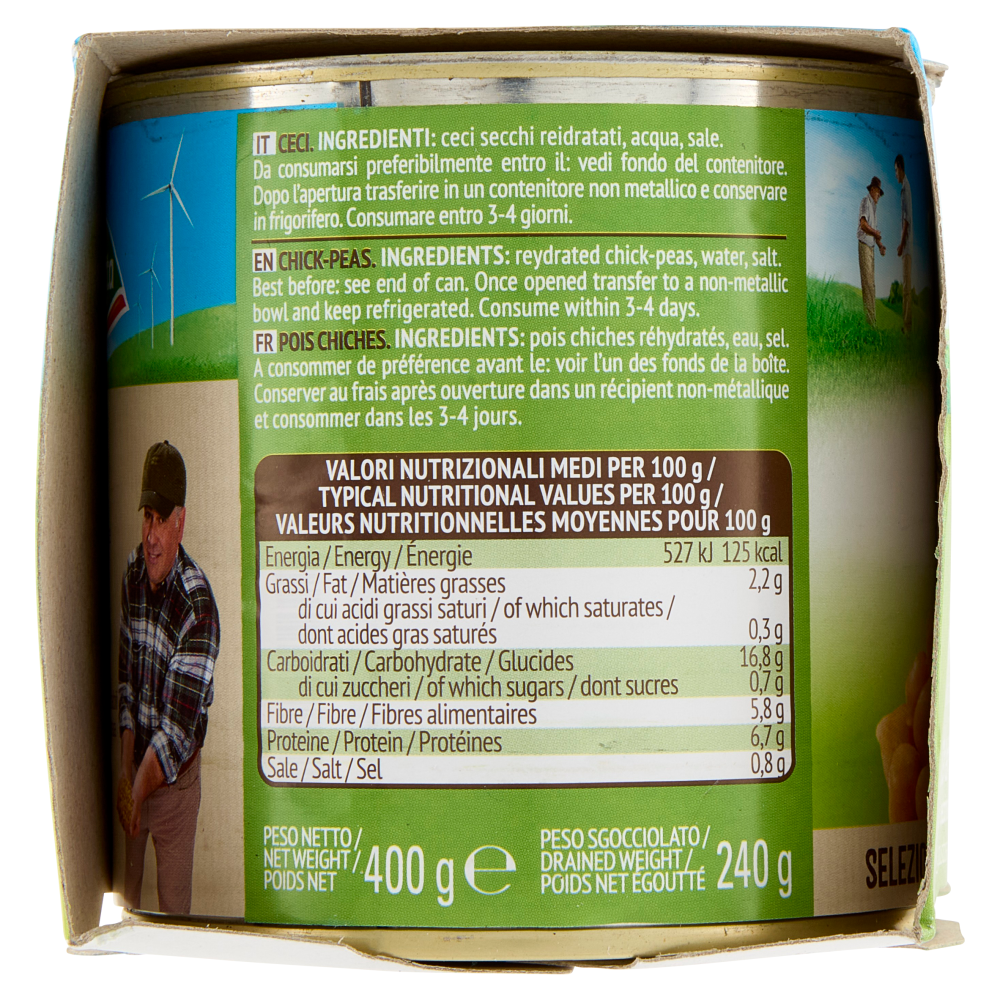 IT CECI. INGREDIENTI: ceci secchi reidratati, acqua, sale.
Da consumarsi preferibilmente entro il: vedi fondo del contenitore.
Dopo l'apertura trasferire in un contenitore non metallico e conservare
in frigorifero. Consumare entro 3-4 giorni.
EN CHICK-PEAS. INGREDIENTS: reydrated chick-peas, water, salt.
Best before: see end of can. Once opened transfer to a non-metallic
bowl and keep refrigerated. Consume within 3-4 days.
FR POIS CHICHES. INGREDIENTS: pois chiches réhydratés, eau, sel.
A consommer de préférence avant le: voir l'un des fonds de la boîte.
Conserver au frais après ouverture dans un récipient non-métallique
et consommer dans les 3-4 jours.
VALORI NUTRIZIONALI MEDI PER 100 g /
TYPICAL NUTRITIONAL VALUES PER 100 g /
VALEURS NUTRITIONNELLES MOYENNES POUR 100 g
Energia / Energy / Énergie 527 kJ 125 kcal
Grassi / Fat / Matières grasses 2,2 g
di cui acidi grassi saturi / of which saturates /
dont acides gras saturés 0,3 g
Carboidrati / Carbohydrate / Glucides 16,8 g
di cui zuccheri / of which sugars / dont sucres 0,7 g
Fibre / Fibre / Fibres alimentaires 5,8 g
Proteine / Protein / Protéines 6,7 g
Sale / Salt / Sel 0,8 g
PESO NETTO /
NET WEIGHT /
POIDS NET 400 g e
PESO SGOCCIOLATO /
DRAINED WEIGHT /
POIDS NET ÉGOUTTÉ 240 g